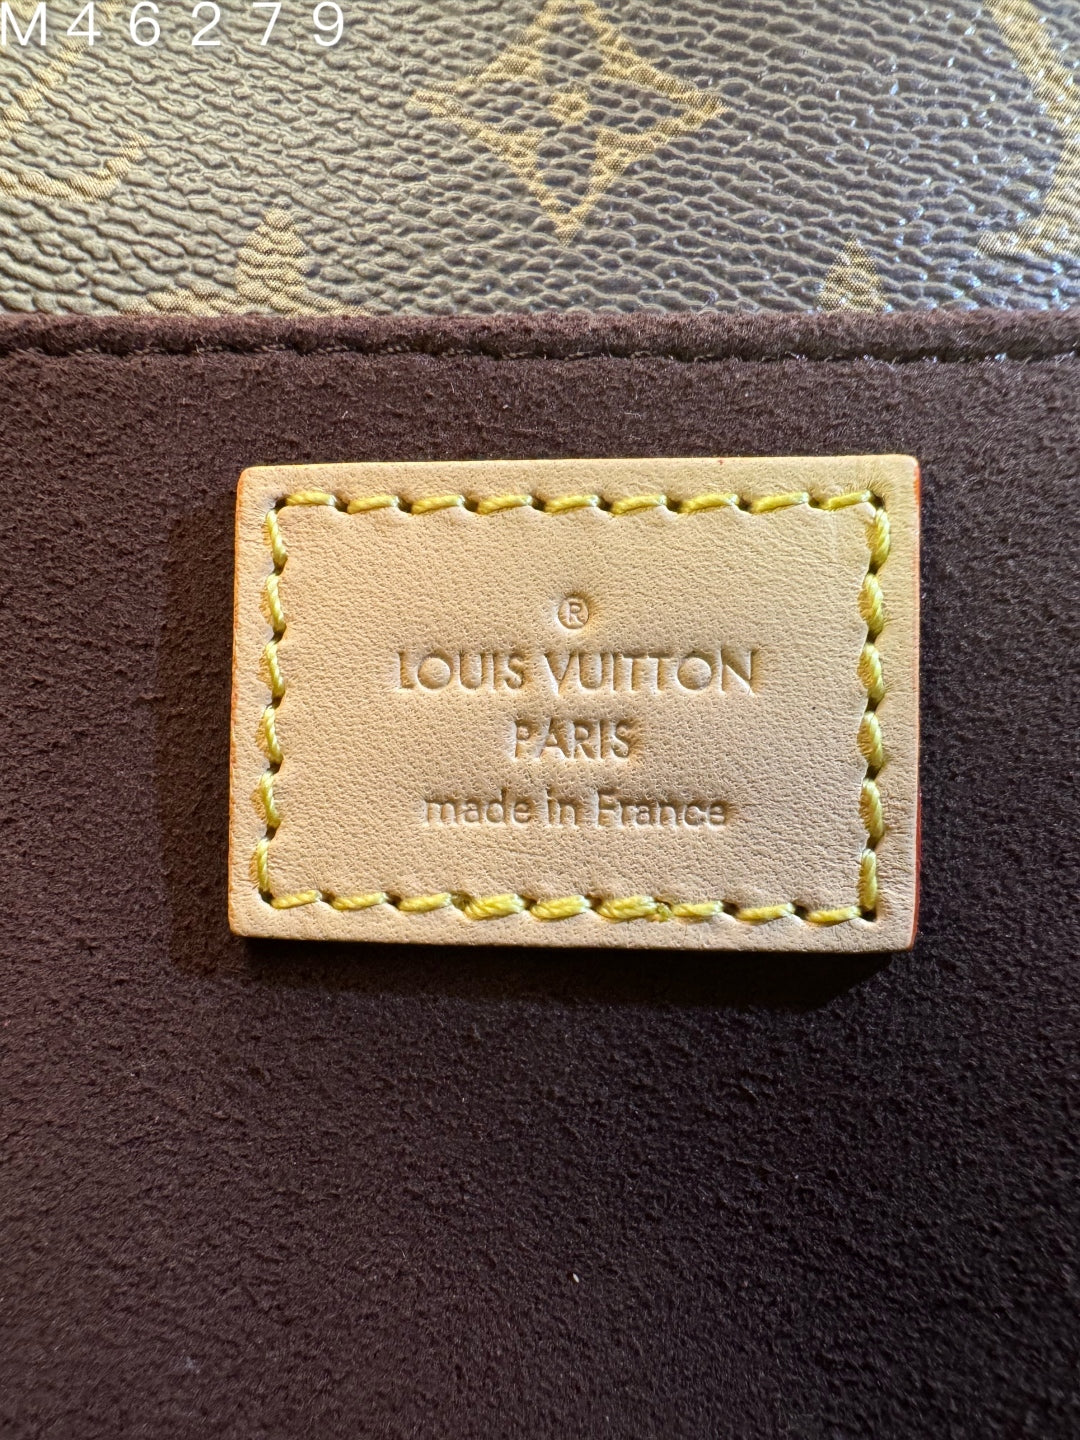 M46279
®
LOUIS VUITTON
PARIS
made in France